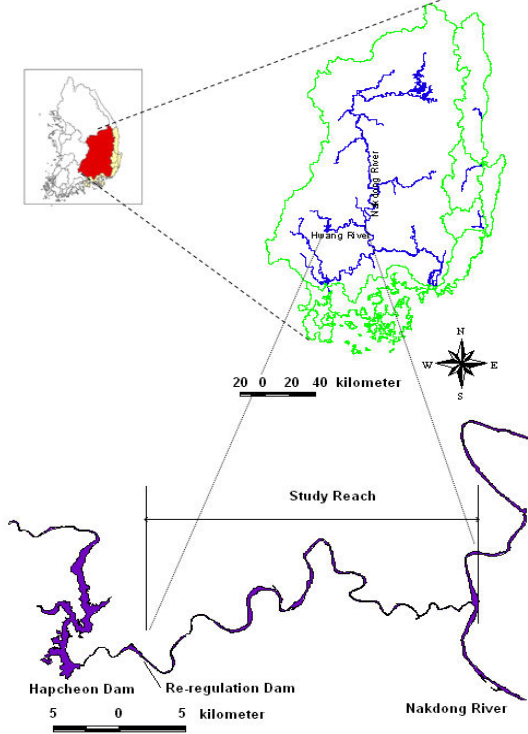 Nakdong River
Hwang River
N
W
E
S
20 0 20 40 kilometer
Study Reach
Hapcheon Dam
Re-regulation Dam
Nakdong River
5 0 5 kilometer